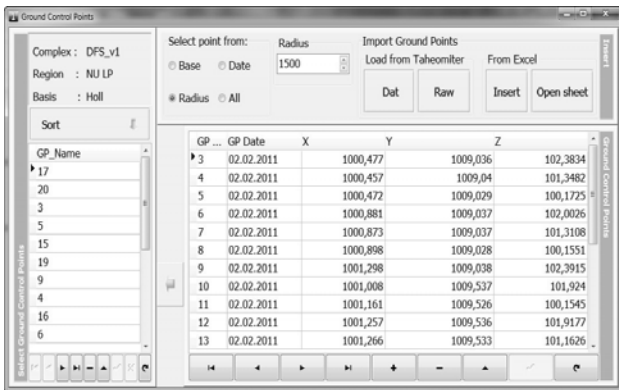 Ground Control Points
Complex : DFS_v1
Region : NU LP
Basis : Holl
Sort
GP_Name
17
20
3
5
15
19
9
4
16
6
Select Ground Control Points
Select point from:
Base Date
Radius All
Radius
1500
Import Ground Points
Load from Taheomlter
From Excel
Dat Raw Insert Open sheet
Insert
GP ... GP Date X Y Z
3 02.02.2011 1000,477 1009,036 102,3834
4 02.02.2011 1000,457 1009,04 101,3482
5 02.02.2011 1000,472 1009,029 100,1725
6 02.02.2011 1000,881 1009,037 102,0026
7 02.02.2011 1000,873 1009,037 101,3108
8 02.02.2011 1000,898 1009,028 100,1551
9 02.02.2011 1001,298 1009,038 102,3915
10 02.02.2011 1001,008 1009,537 101,924
11 02.02.2011 1001,161 1009,526 100,1545
12 02.02.2011 1001,257 1009,536 101,9177
13 02.02.2011 1001,266 1009,533 101,1626
Ground Control Points